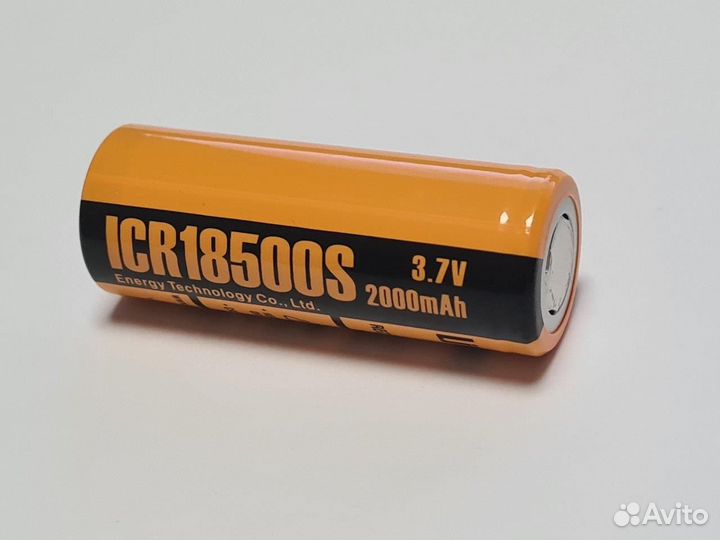 ICR18500S
3.7V
Energy Technology Co., Ltd.
2000mAh
Avito